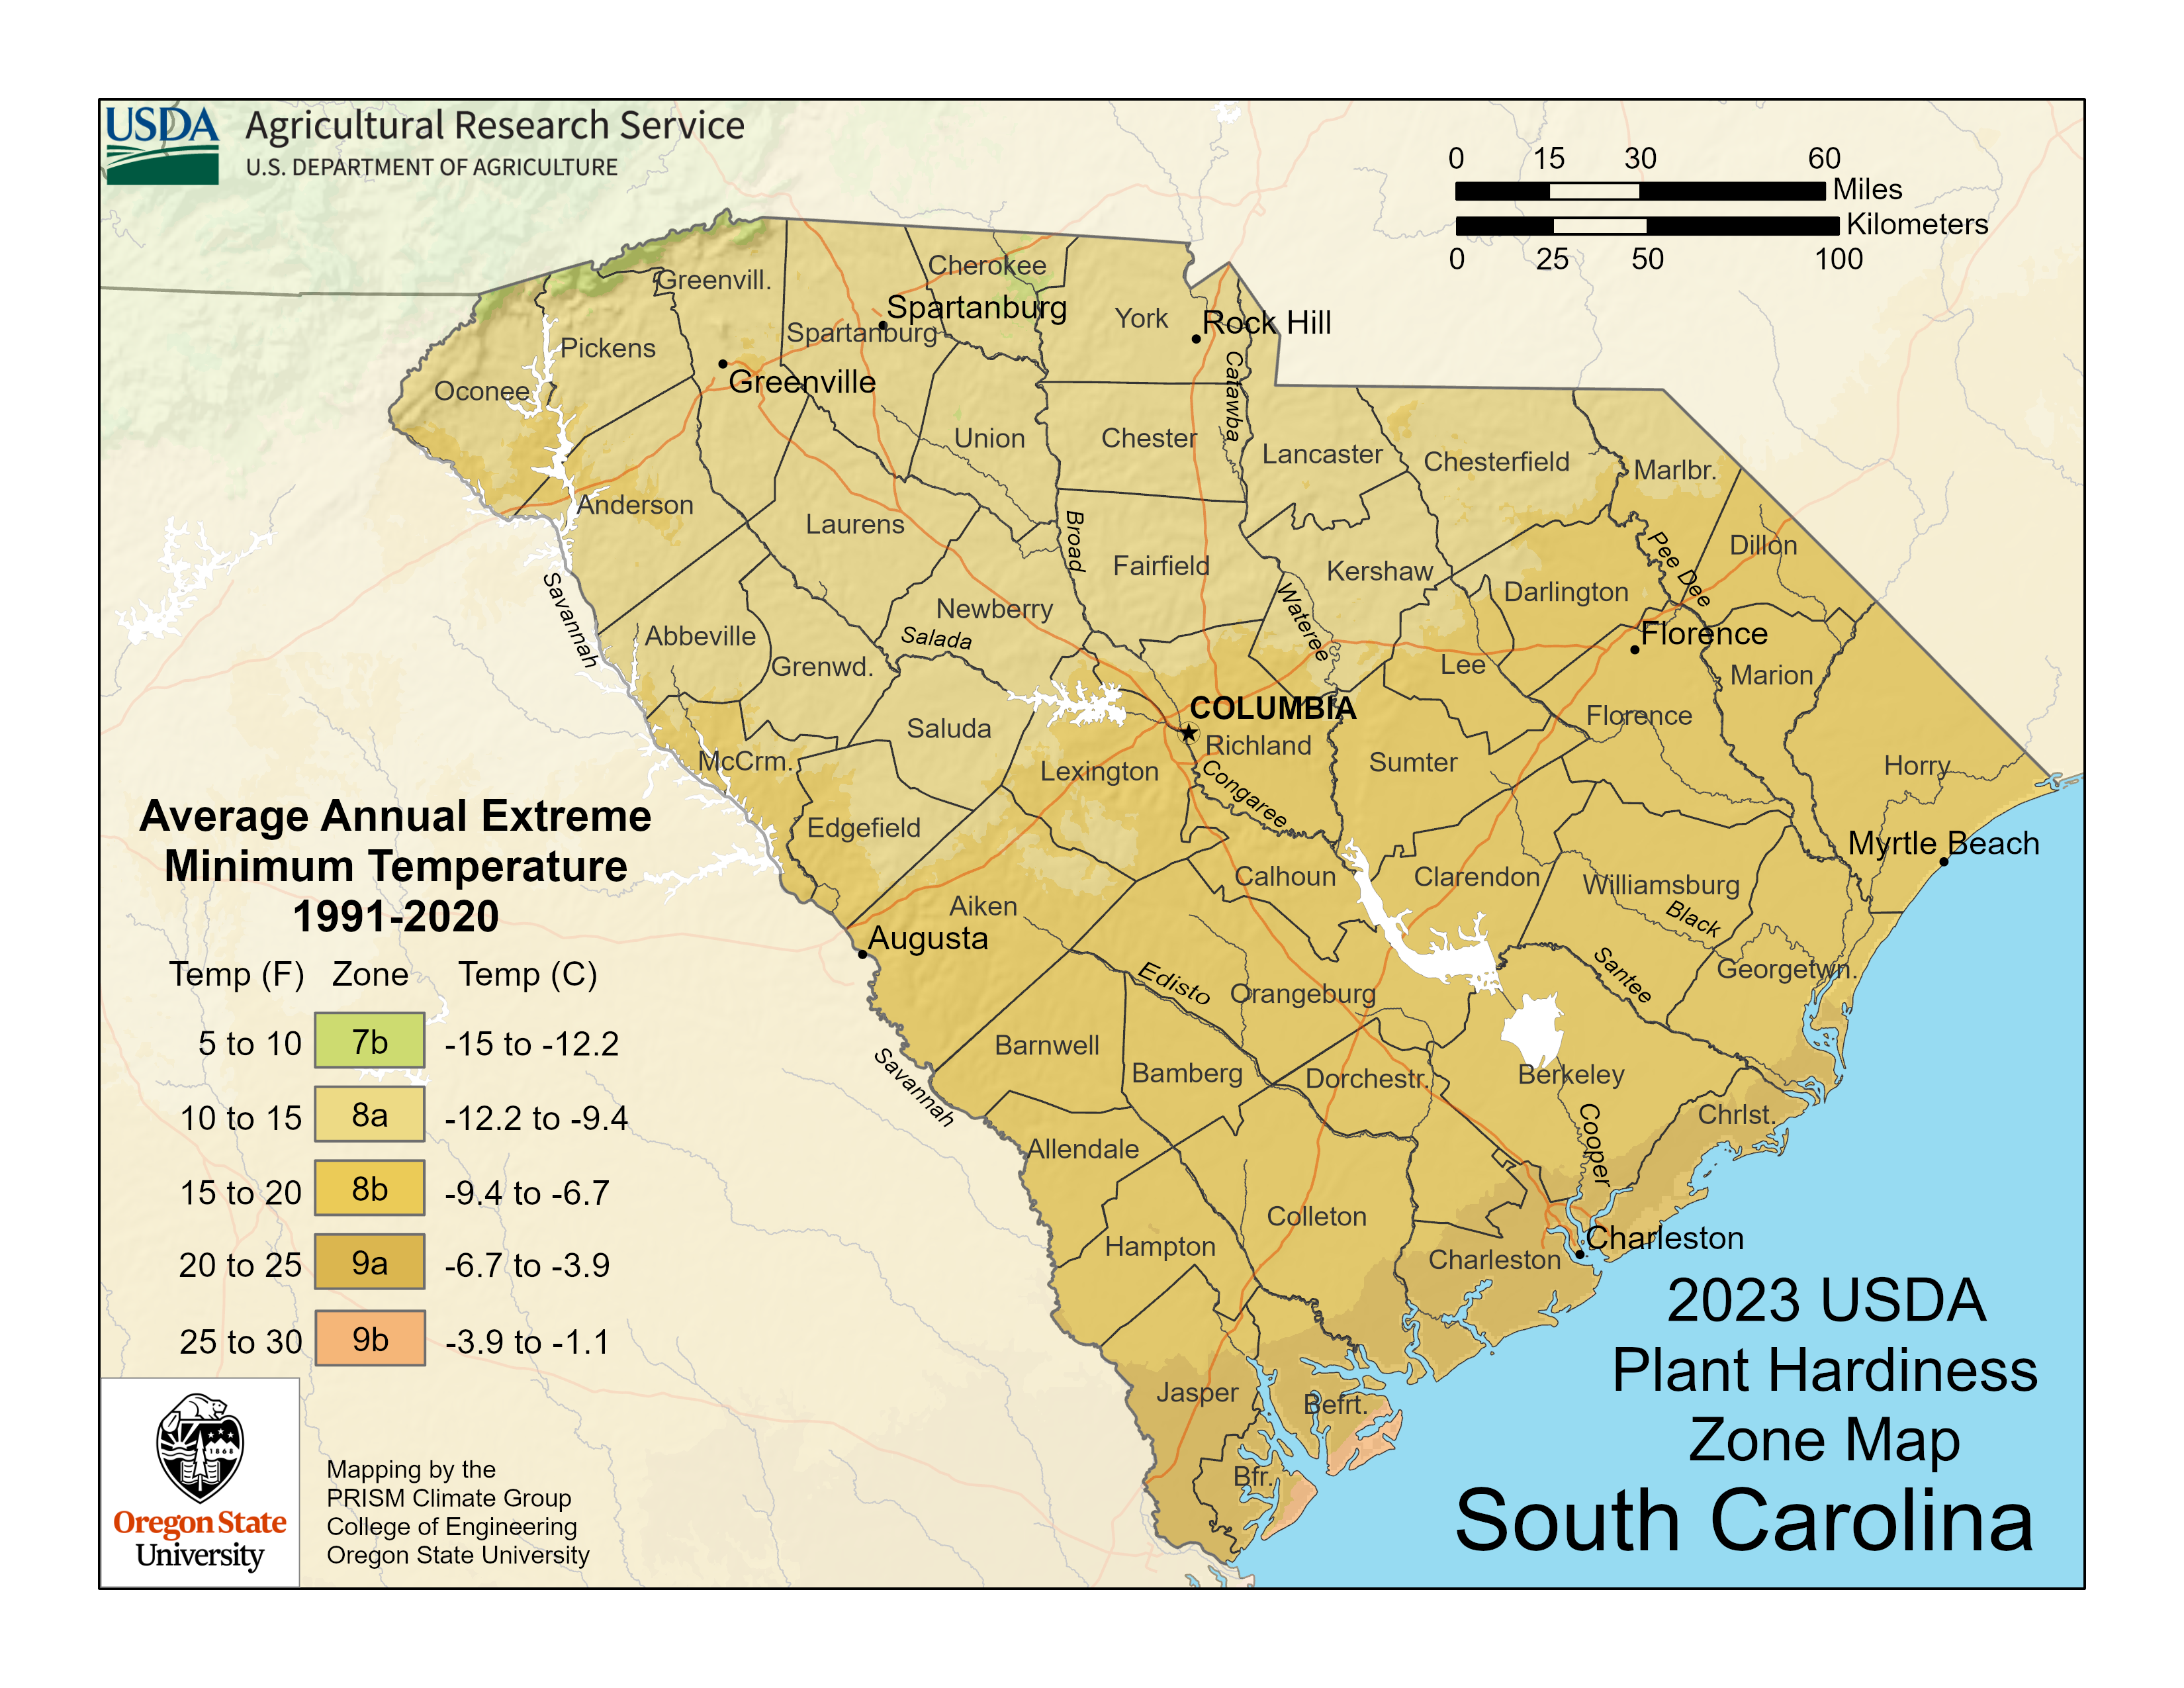 USDA Agricultural Research Service
U.S. DEPARTMENT OF AGRICULTURE
0 15 30 60
Miles
Kilometers
0 25 50 100
Greenvill.
Cherokee
Spartanburg
Spartanburg
York
Rock Hill
Pickens
Oconee
Greenville
Catawba
Union
Chester
Lancaster
Chesterfield
Marlbr.
Anderson
Laurens
Broad
Fairfield
Kershaw
Pee Dee
Dillon
Darlington
Savannah
Newberry
Salada
Wateree
Abbeville
Grenwd.
Lee
Florence
Marion
Saluda
COLUMBIA
Richland
Florence
McCrm.
Lexington
Congaree
Sumter
Horry
Edgefield
Myrtle Beach
Calhoun
Clarendon
Williamsburg
Black
Aiken
Augusta
Edisto
Orangeburg
Santee
Georgetwn.
Barnwell
Bamberg
Dorchestr.
Berkeley
Savannah
Cooper
Chrlst.
Allendale
Colleton
Hampton
Charleston
Charleston
Jasper
Befrt.
Bfr.
Average Annual Extreme
Minimum Temperature
1991-2020
Temp (F) Zone Temp (C)
5 to 10 7b -15 to -12.2
10 to 15 8a -12.2 to -9.4
15 to 20 8b -9.4 to -6.7
20 to 25 9a -6.7 to -3.9
25 to 30 9b -3.9 to -1.1
1868
Oregon State
University
Mapping by the
PRISM Climate Group
College of Engineering
Oregon State University
2023 USDA
Plant Hardiness
Zone Map
South Carolina